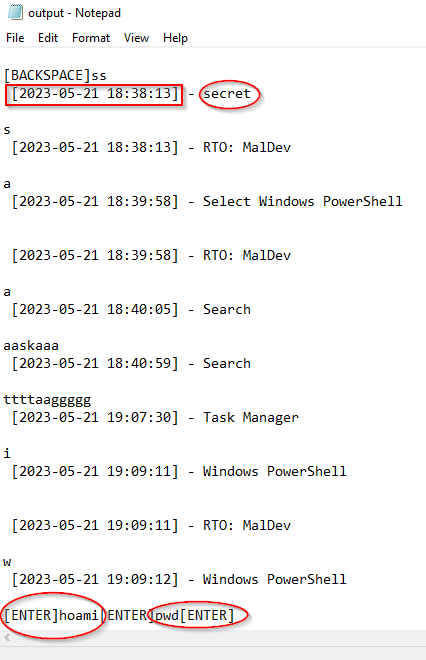 output - Notepad
File Edit Format View Help
[BACKSPACE]ss
[2023-05-21 18:38:13] - secret
s
[2023-05-21 18:38:13] - RTO: MalDev
a
[2023-05-21 18:39:58] - Select Windows PowerShell
[2023-05-21 18:39:58] - RTO: MalDev
a
[2023-05-21 18:40:05] - Search
aaskaaa
[2023-05-21 18:40:59] - Search
ttttaaggggg
[2023-05-21 19:07:30] - Task Manager
i
[2023-05-21 19:09:11] - Windows PowerShell
[2023-05-21 19:09:11] - RTO: MalDev
w
[2023-05-21 19:09:12] - Windows PowerShell
[ENTER]hoami[ENTER]pwd[ENTER]